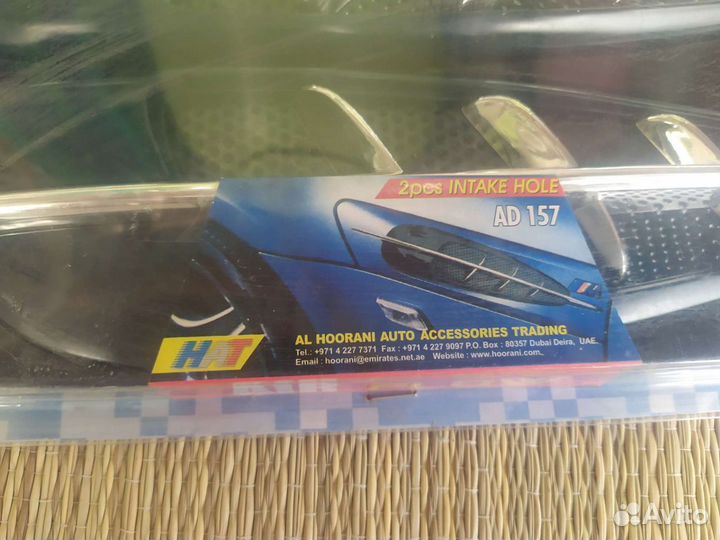 2pcs INTAKE HOLE
AD 157
HAT
AL HOORANI AUTO ACCESSORIES TRADING
Tel.: +971 4 227 7371 Fax : +971 4 227 9097 P.O. Box : 80357 Dubai Deira, UAE.
Email : hoorani@emirates.net.ae Website : www.hoorani.com.
Avito